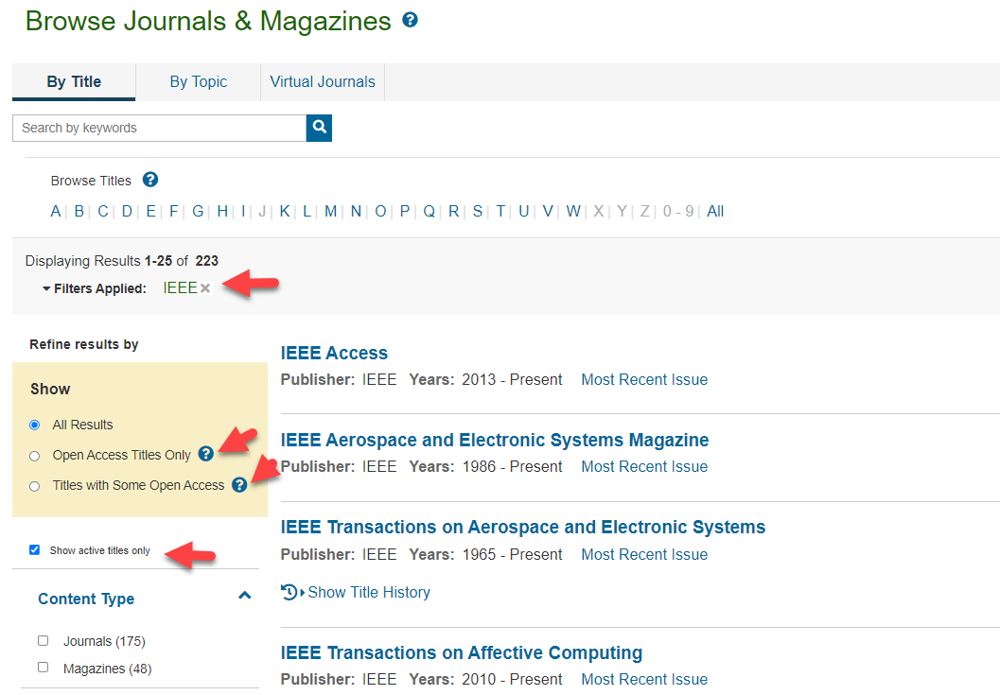 Browse Journals & Magazines ?
By Title By Topic Virtual Journals
Search by keywords
Browse Titles ?
A | B | C | D | E | F | G | H | I | J | K | L | M | N | O | P | Q | R | S | T | U | V | W | X | Y | Z | 0 - 9 | All
Displaying Results 1-25 of 223
Filters Applied: IEEE ×
Refine results by
Show
All Results
Open Access Titles Only ?
Titles with Some Open Access ?
Show active titles only
Content Type
Journals (175)
Magazines (48)
IEEE Access
Publisher: IEEE Years: 2013 - Present Most Recent Issue
IEEE Aerospace and Electronic Systems Magazine
Publisher: IEEE Years: 1986 - Present Most Recent Issue
IEEE Transactions on Aerospace and Electronic Systems
Publisher: IEEE Years: 1965 - Present Most Recent Issue
Show Title History
IEEE Transactions on Affective Computing
Publisher: IEEE Years: 2010 - Present Most Recent Issue